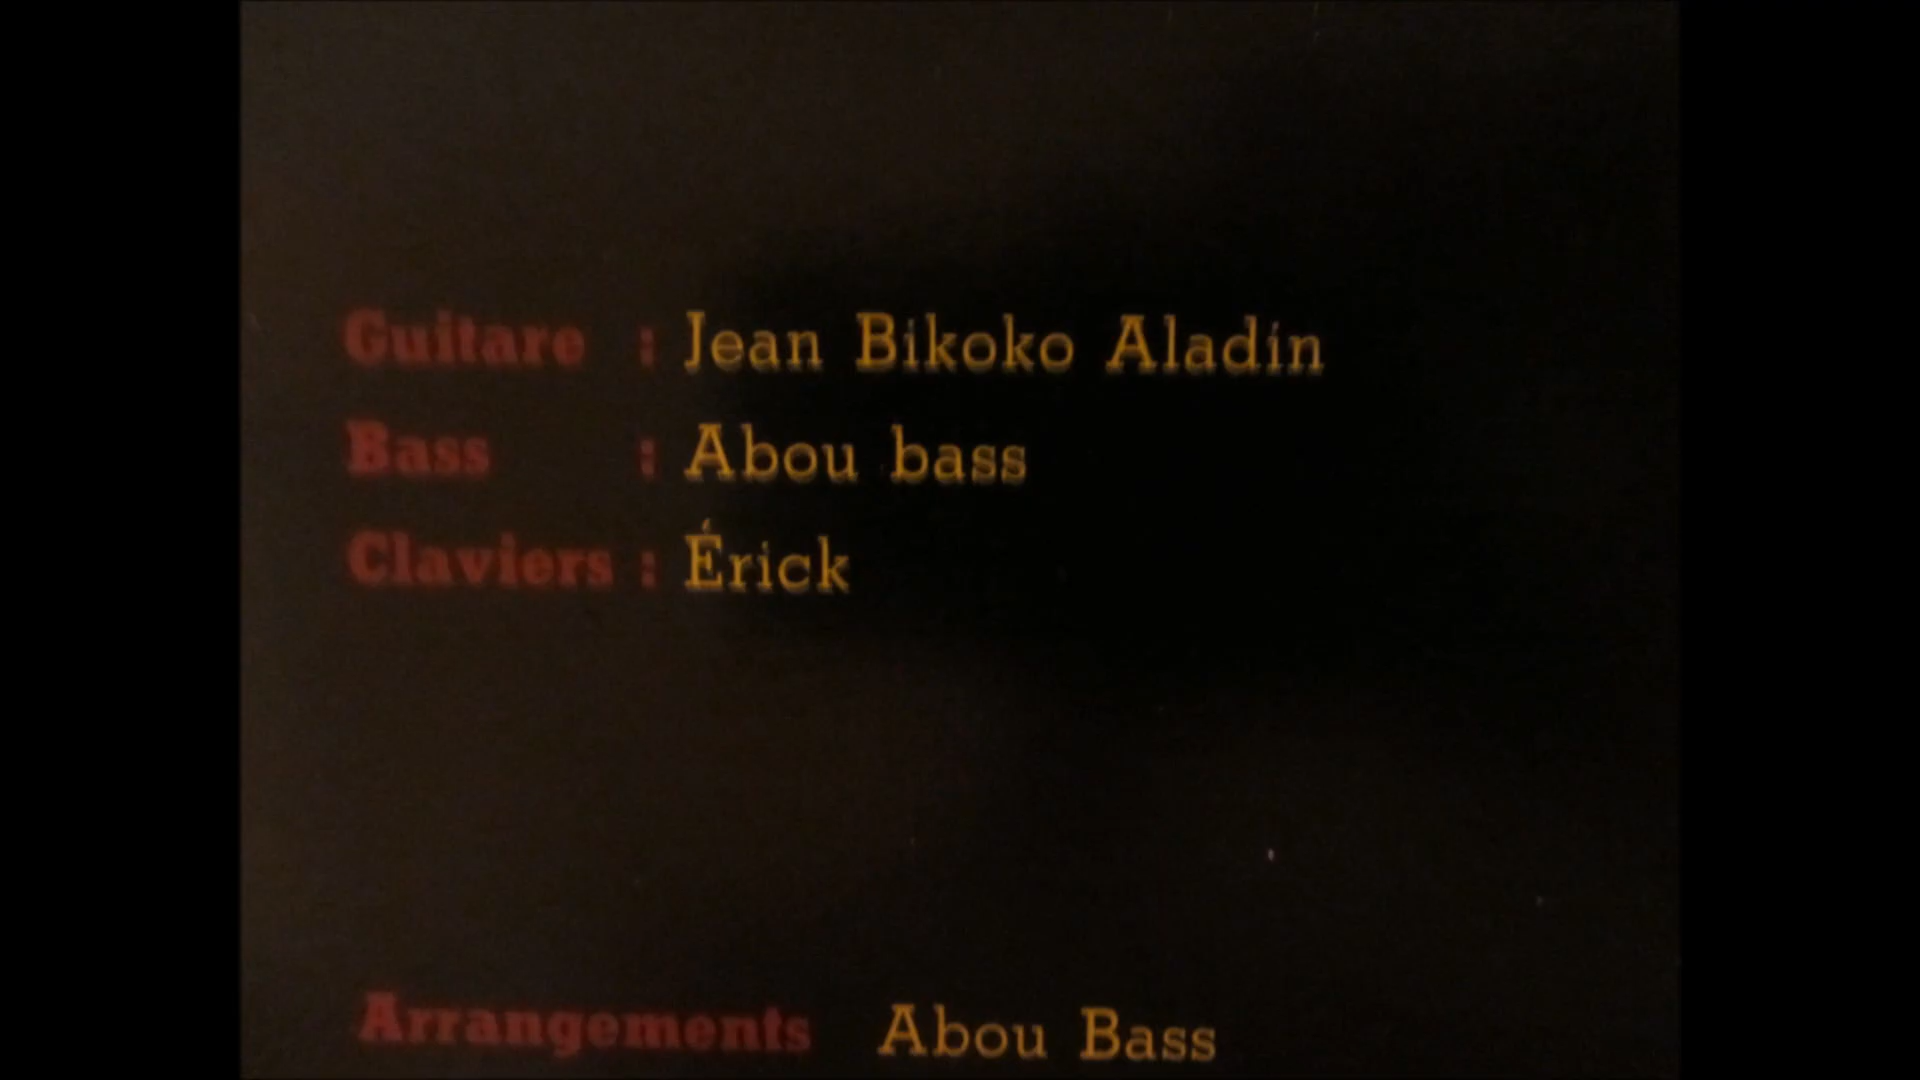 Guitare : Jean Bikoko Aladin
Bass : Abou bass
Claviers : Érick
Arrangements Abou Bass